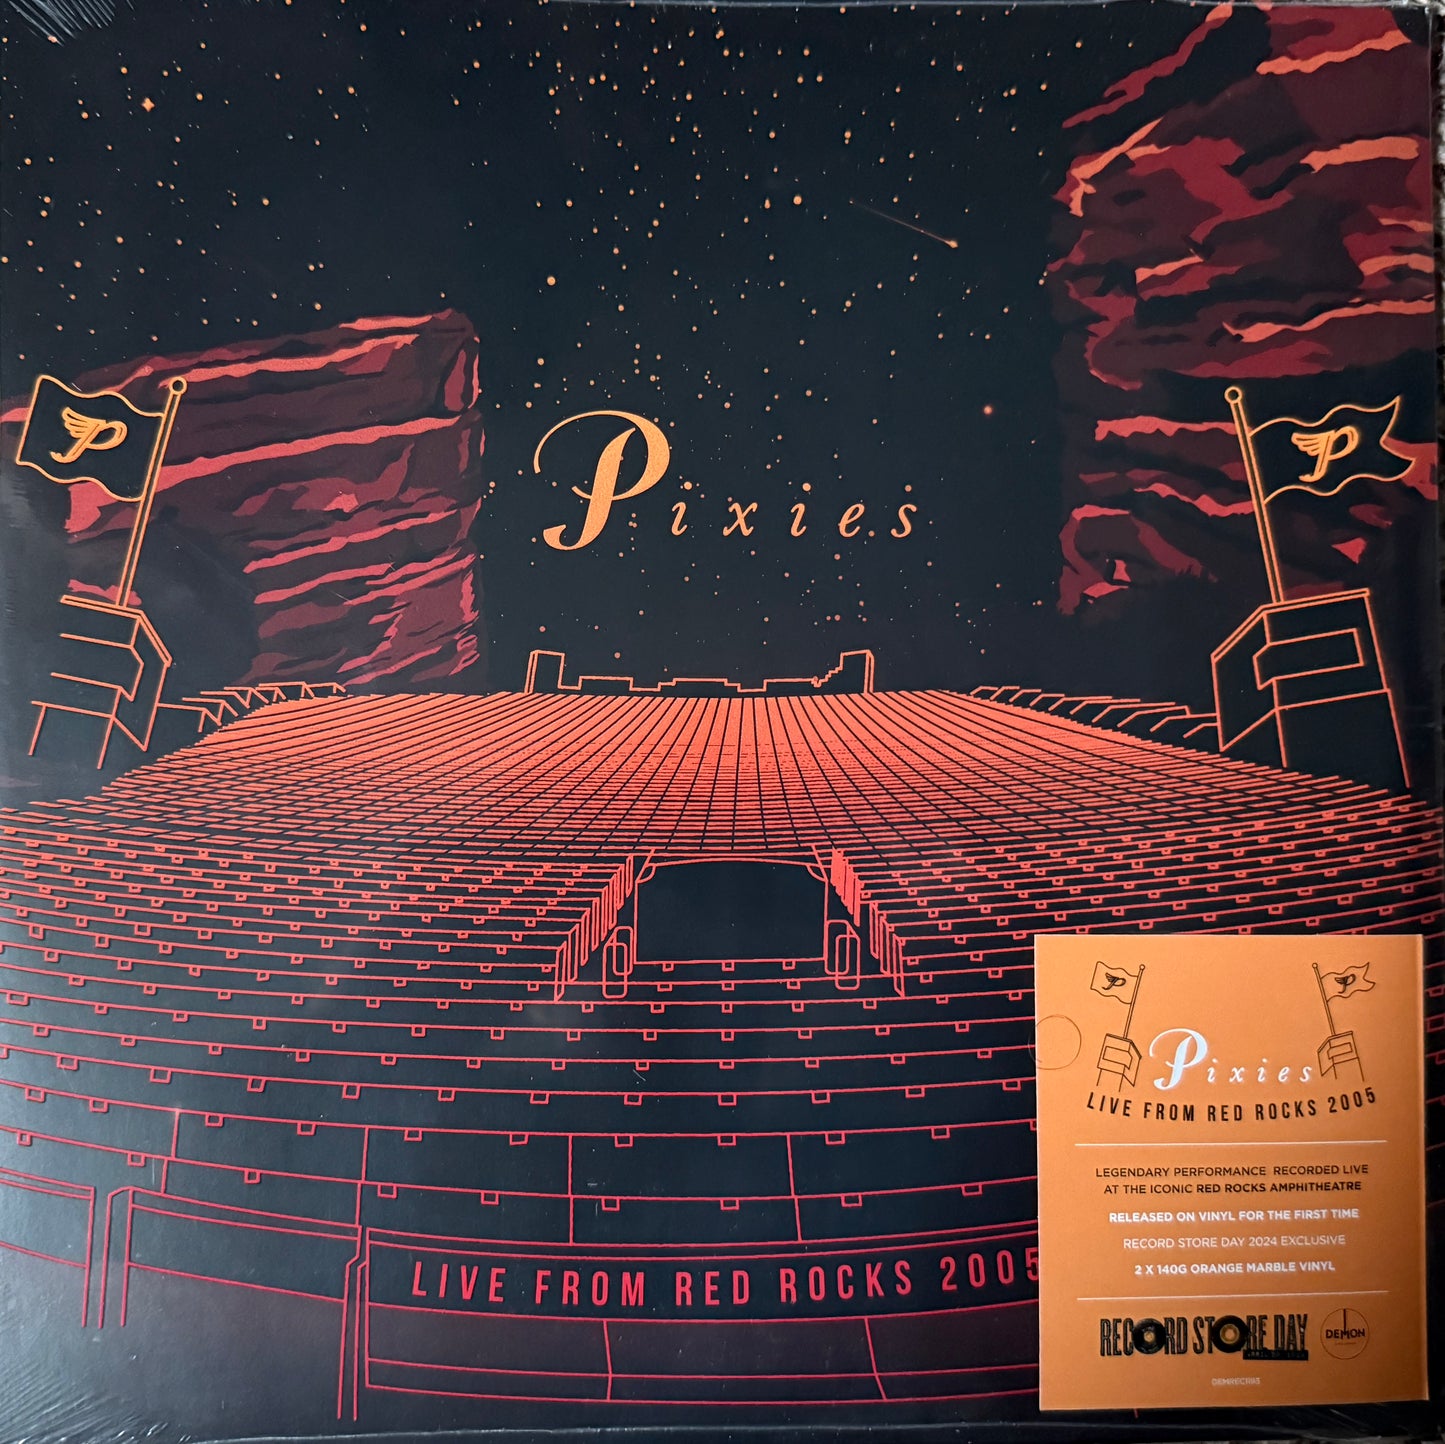 Pixies
LIVE FROM RED ROCKS 2005
Pixies
LIVE FROM RED ROCKS 2005
LEGENDARY PERFORMANCE RECORDED LIVE
AT THE ICONIC RED ROCKS AMPHITHEATRE
RELEASED ON VINYL FOR THE FIRST TIME
RECORD STORE DAY 2024 EXCLUSIVE
2 X 140G ORANGE MARBLE VINYL
RECORD STORE DAY
DEMON